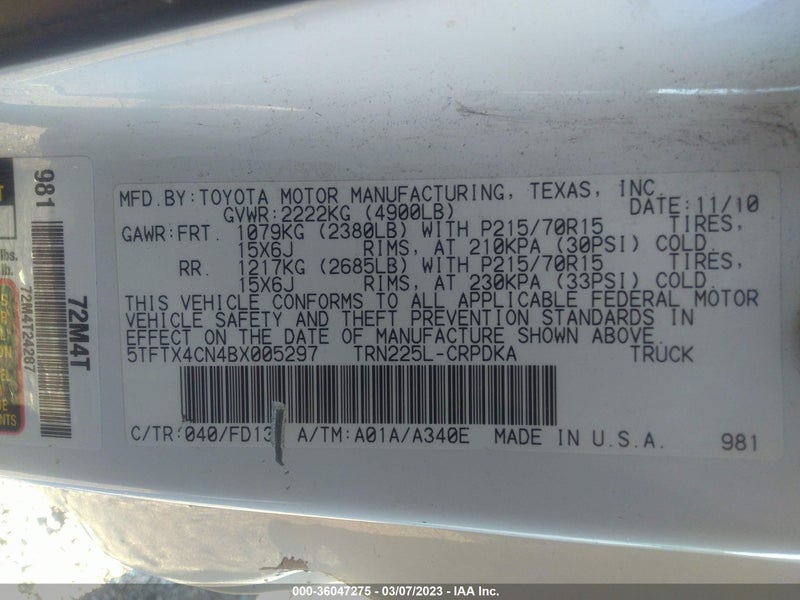 MFD.BY:TOYOTA MOTOR MANUFACTURING, TEXAS, INC.
GVWR:2222KG (4900LB) DATE:11/10
GAWR:FRT. 1079KG (2380LB) WITH P215/70R15 TIRES,
15X6J RIMS, AT 210KPA (30PSI) COLD.
RR. 1217KG (2685LB) WITH P215/70R15 TIRES,
15X6J RIMS, AT 230KPA (33PSI) COLD.
THIS VEHICLE CONFORMS TO ALL APPLICABLE FEDERAL MOTOR
VEHICLE SAFETY AND THEFT PREVENTION STANDARDS IN
EFFECT ON THE DATE OF MANUFACTURE SHOWN ABOVE.
5TFTX4CN4BX005297 TRN225L-CRPDKA TRUCK
C/TR:040/FD13 A/TM:A01A/A340E MADE IN U.S.A. 981
981
72M4T24287
72M4T
lbs.
lb.
ENTS
000-36047275 - 03/07/2023 - IAA Inc.